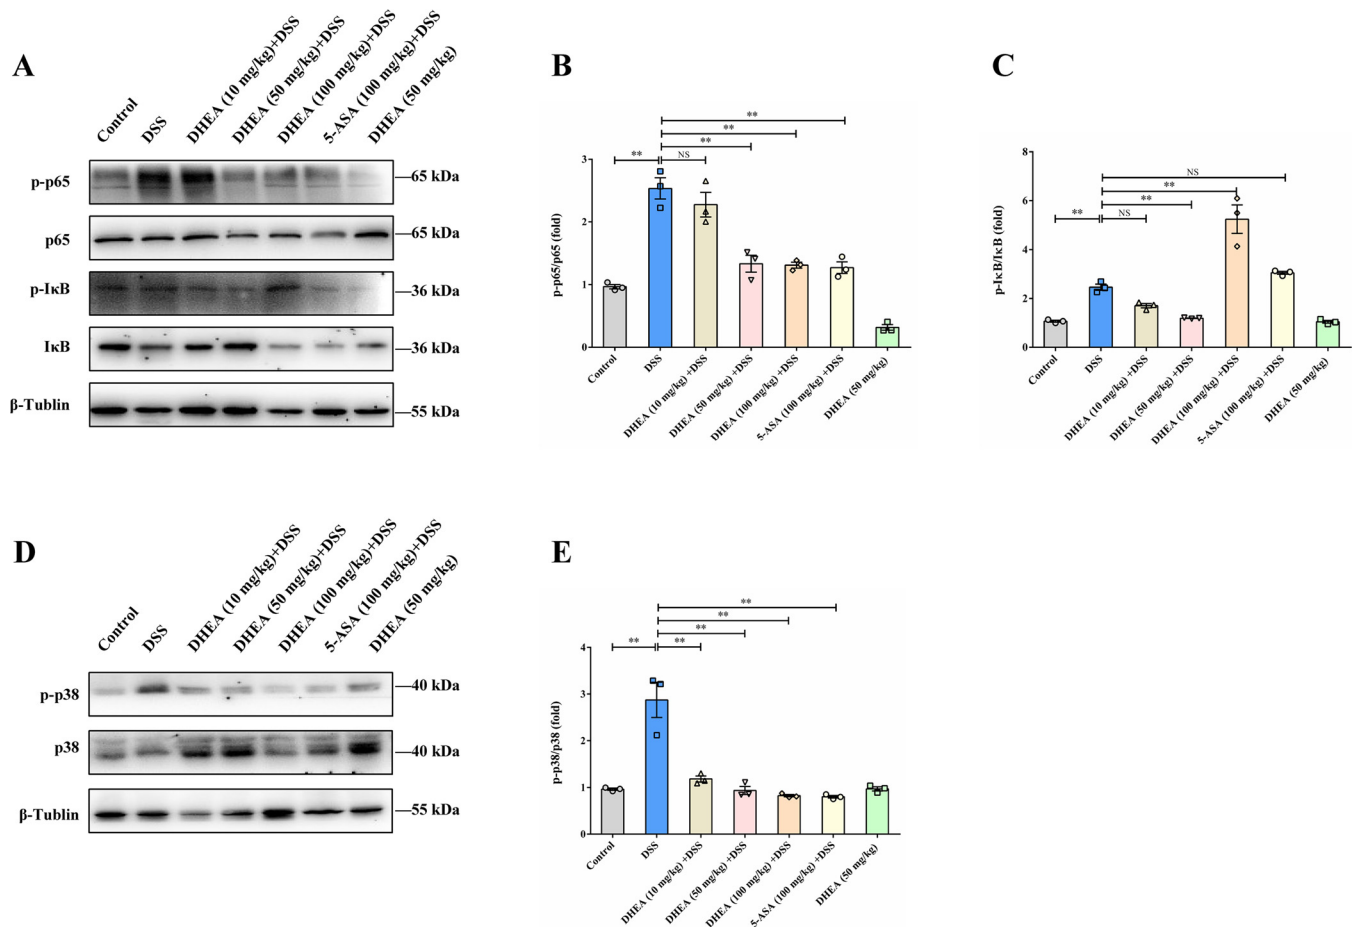 A
Control
DSS
DHEA (10 mg/kg)+DSS
DHEA (50 mg/kg)+DSS
DHEA (100 mg/kg)+DSS
5-ASA (100 mg/kg)+DSS
DHEA (50 mg/kg)
p-p65
65 kDa
p65
65 kDa
p-IκB
36 kDa
IκB
36 kDa
β-Tublin
55 kDa
B
**
**
**
**
NS
3
2
1
0
p-p65/p65 (fold)
Control
DSS
DHEA (10 mg/kg) +DSS
DHEA (50 mg/kg) +DSS
DHEA (100 mg/kg) +DSS
5-ASA (100 mg/kg) +DSS
DHEA (50 mg/kg)
C
NS
**
**
**
NS
8
6
4
2
0
p-IκB/IκB (fold)
Control
DSS
DHEA (10 mg/kg) +DSS
DHEA (50 mg/kg) +DSS
DHEA (100 mg/kg) +DSS
5-ASA (100 mg/kg) +DSS
DHEA (50 mg/kg)
D
Control
DSS
DHEA (10 mg/kg)+DSS
DHEA (50 mg/kg)+DSS
DHEA (100 mg/kg)+DSS
5-ASA (100 mg/kg)+DSS
DHEA (50 mg/kg)
p-p38
40 kDa
p38
40 kDa
β-Tublin
55 kDa
E
**
**
**
**
**
4
3
2
1
0
p-p38/p38 (fold)
Control
DSS
DHEA (10 mg/kg) +DSS
DHEA (50 mg/kg) +DSS
DHEA (100 mg/kg) +DSS
5-ASA (100 mg/kg) +DSS
DHEA (50 mg/kg)